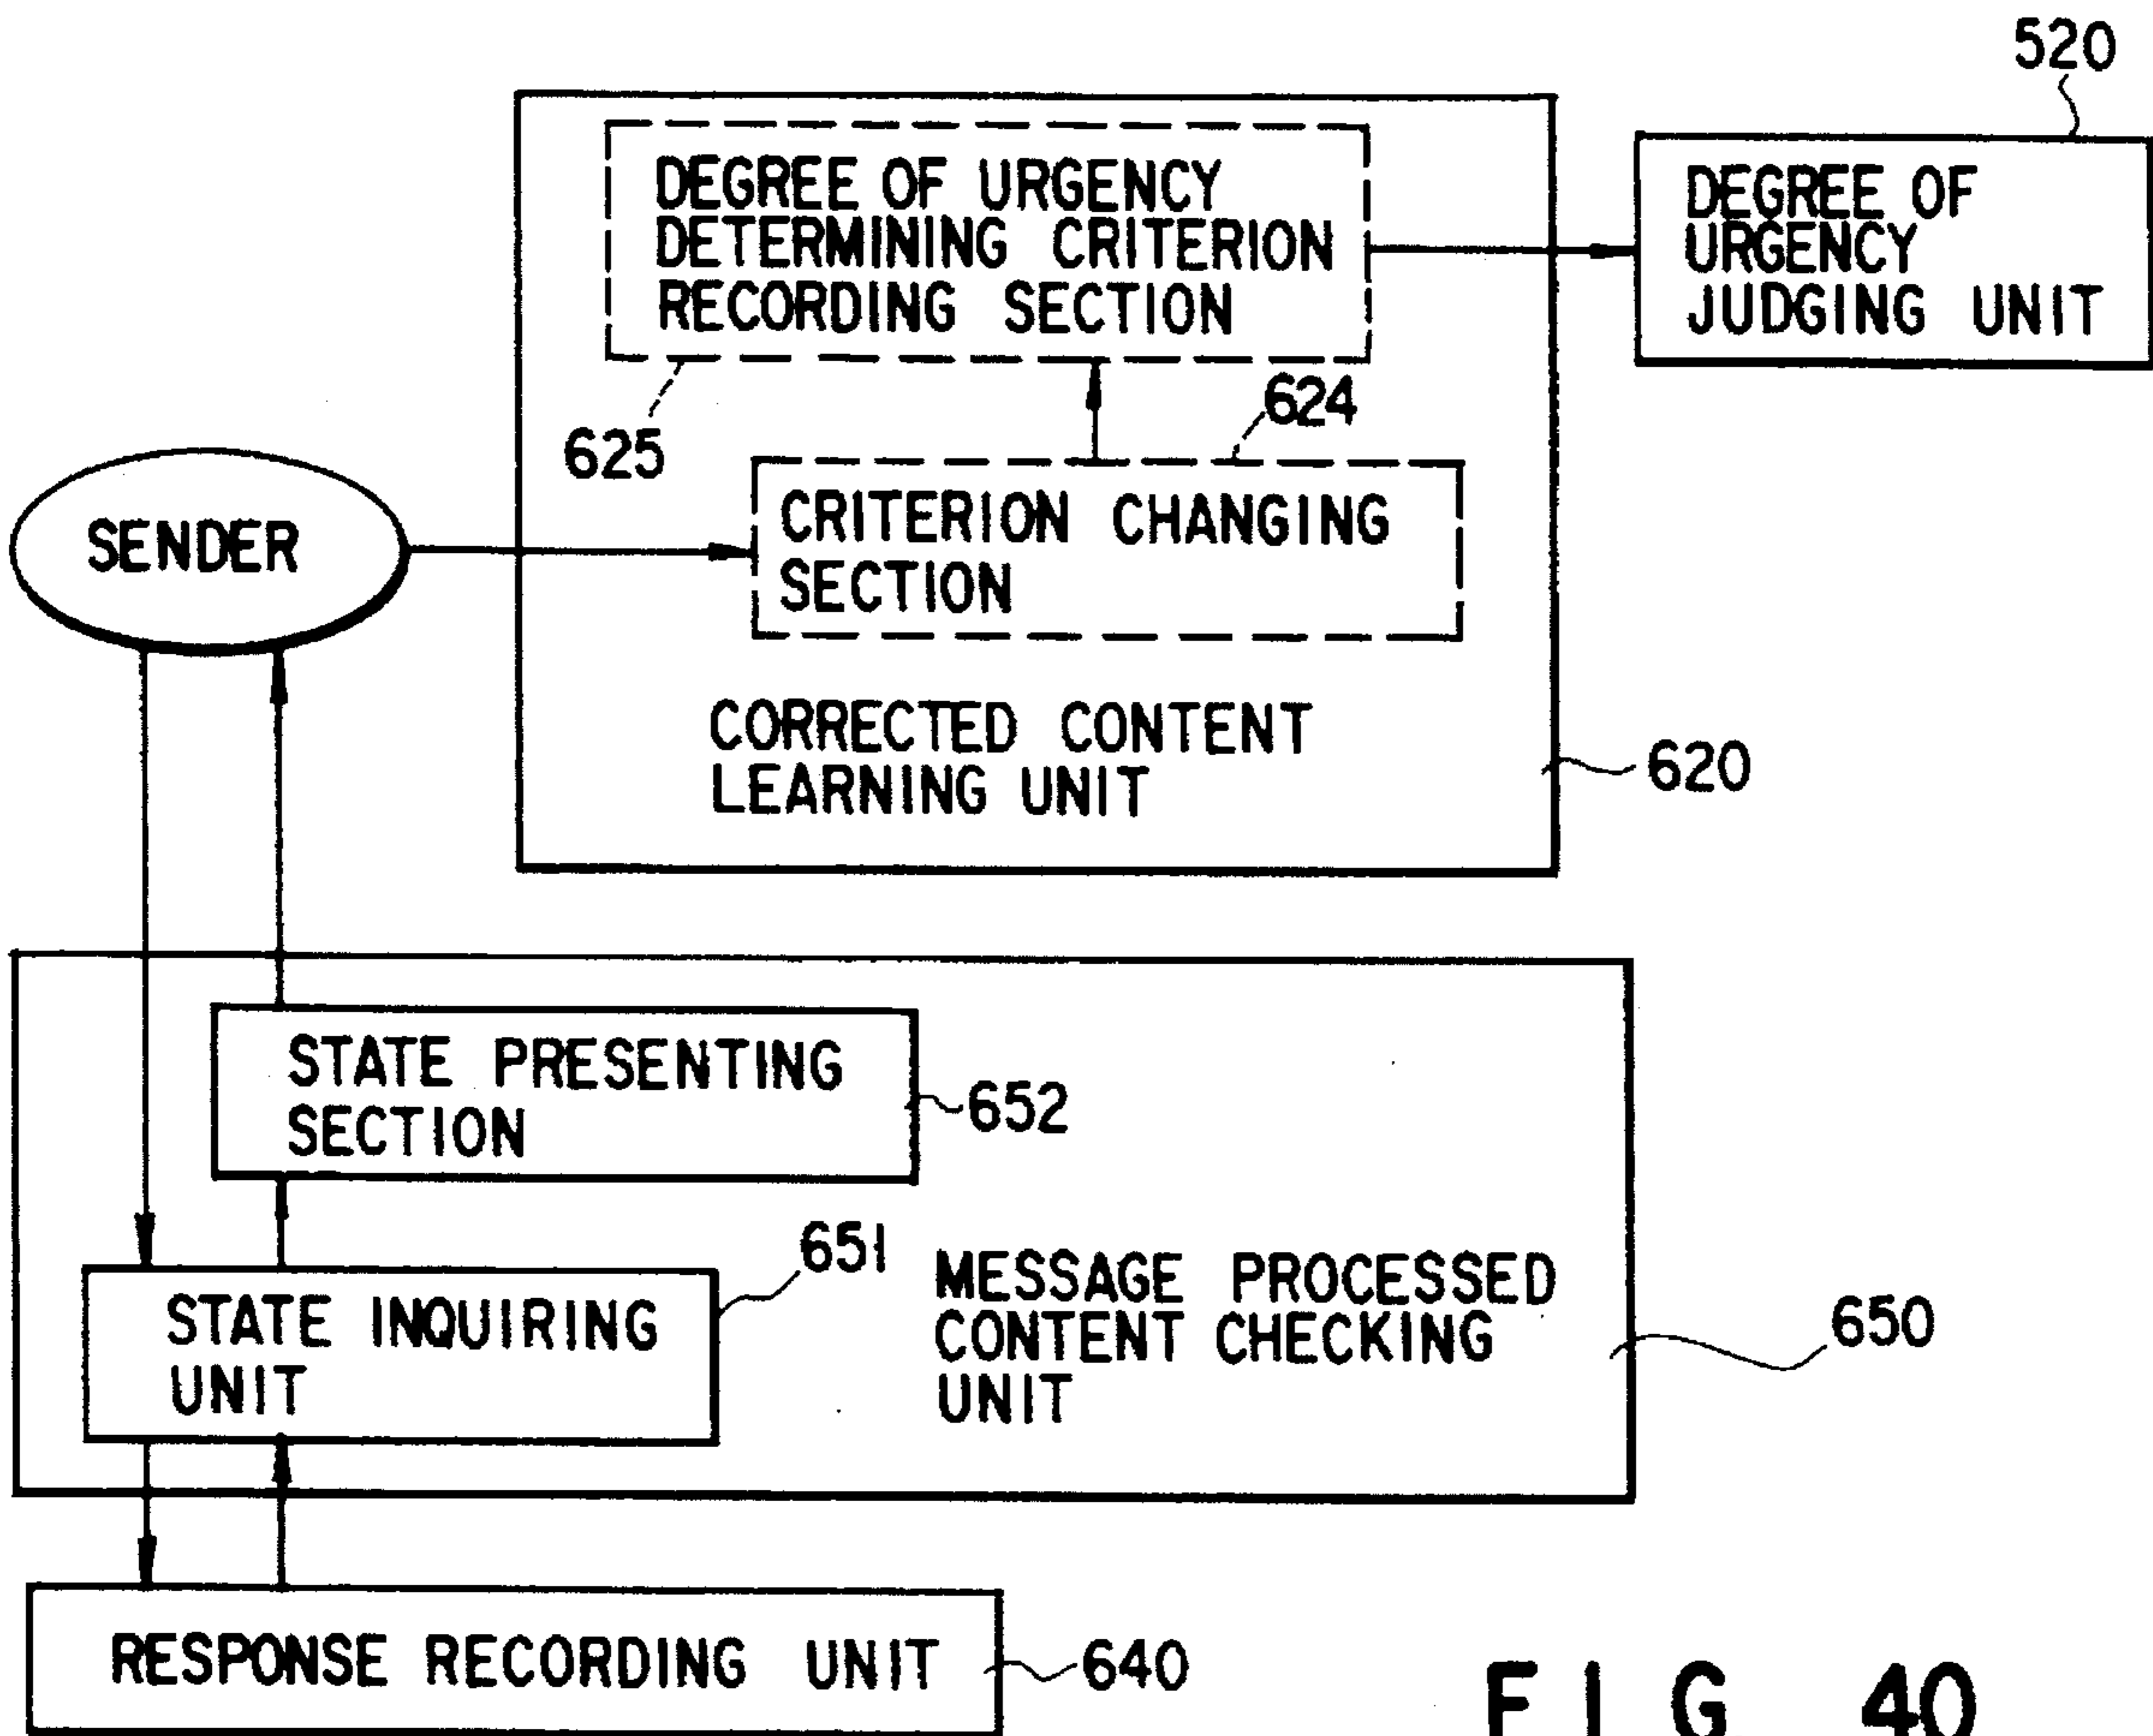 520
DEGREE OF URGENCY
DETERMINING CRITERION
RECORDING SECTION
DEGREE OF
URGENCY
JUDGING UNIT
624
625
SENDER
CRITERION CHANGING
SECTION
CORRECTED CONTENT
LEARNING UNIT
620
STATE PRESENTING
SECTION
652
651
STATE INQUIRING
UNIT
MESSAGE PROCESSED
CONTENT CHECKING
UNIT
650
RESPONSE RECORDING UNIT
640
FIG. 40